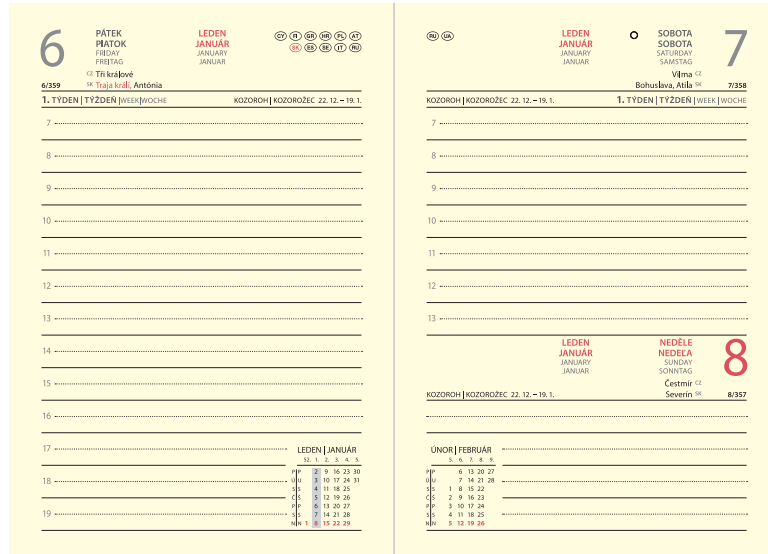 6
PÁTEK
PIATOK
FRIDAY
FREITAG
LEDEN
JANUÁR
JANUARY
JANUAR
CY FI GR HR PL AT
SK ES SE IT RU
CZ Tři králové
6/359
SK Traja králi, Antónia
1. TÝDEN | TÝŽDEŇ | WEEK | WOCHE
KOZOROH | KOZOROŽEC 22. 12. – 19. 1.
7
8
9
10
11
12
13
14
15
16
17
18
19
LEDEN | JANUÁR
52. 1. 2. 3. 4. 5.
P P 2 9 16 23 30
Ú U 3 10 17 24 31
S S 4 11 18 25
Č Š 5 12 19 26
P P 6 13 20 27
S S 7 14 21 28
N N 1 8 15 22 29
RU UA
LEDEN
JANUÁR
JANUARY
JANUAR
SOBOTA
SOBOTA
SATURDAY
SAMSTAG
7
Vilma CZ
Bohuslava, Atila SK
7/358
KOZOROH | KOZOROŽEC 22. 12. – 19. 1.
1. TÝDEN | TÝŽDEŇ | WEEK | WOCHE
7
8
9
10
11
12
13
LEDEN
JANUÁR
JANUARY
JANUAR
NEDĚLE
NEDEĽA
SUNDAY
SONNTAG
8
Čestmír CZ
KOZOROH | KOZOROŽEC 22. 12. – 19. 1.
Severín SK
8/357
ÚNOR | FEBRUÁR
5. 6. 7. 8. 9.
P P 6 13 20 27
Ú U 7 14 21 28
S S 1 8 15 22
Č Š 2 9 16 23
P P 3 10 17 24
S S 4 11 18 25
N N 5 12 19 26